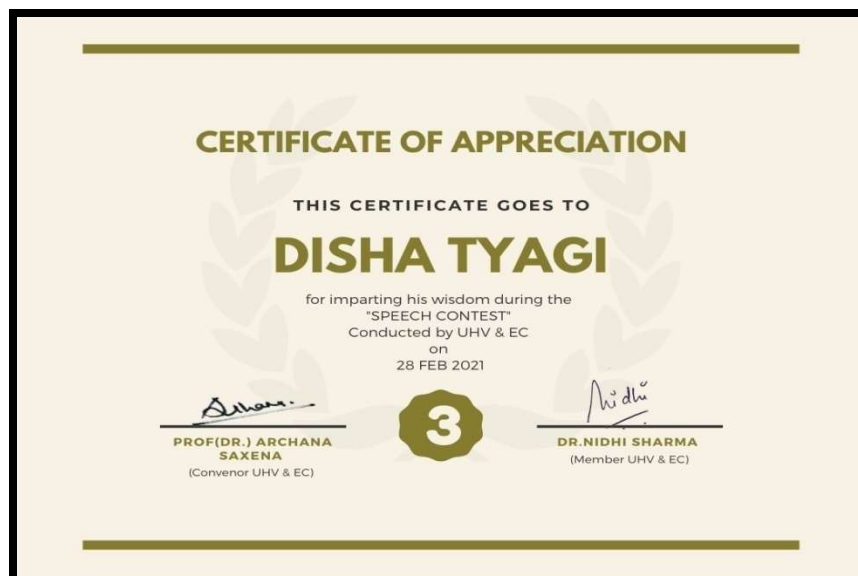 CERTIFICATE OF APPRECIATION
THIS CERTIFICATE GOES TO
DISHA TYAGI
for imparting his wisdom during the
"SPEECH CONTEST"
Conducted by UHV & EC
on
28 FEB 2021
Nidhi
3
PROF(DR.) ARCHANA
SAXENA
(Convenor UHV & EC)
DR.NIDHI SHARMA
(Member UHV & EC)